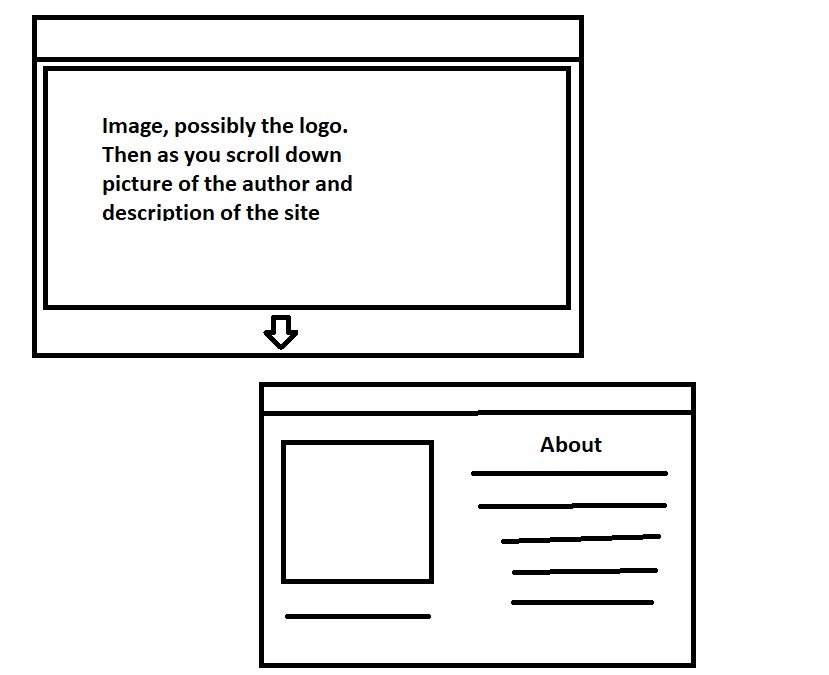 Image, possibly the logo.
Then as you scroll down
picture of the author and
description of the site
About